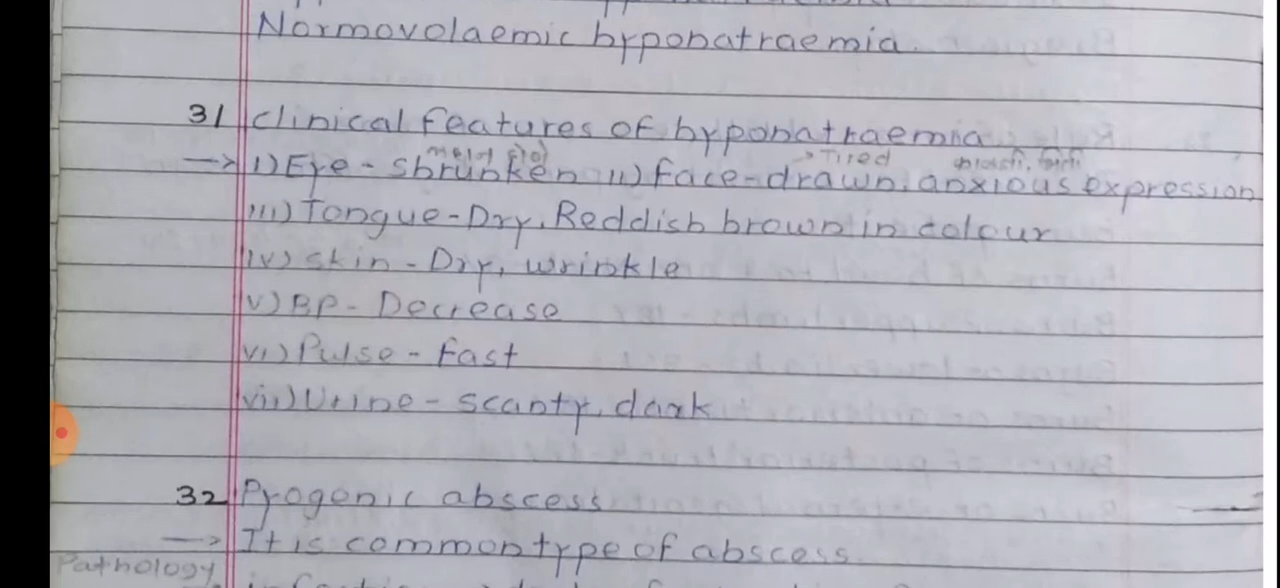 Normovolaemic hyponatraemia.
31 Clinical features of hyponatraemia
→ Tired
→ i) Eye - shrunken ii) face - drawn, anxious expression
iii) Tongue - Dry, Reddish brown in colour
iv) skin - Dry, wrinkle
v) BP - Decrease
vi) Pulse - fast
vii) Urine - scanty, dark
32 Pyogenic abscess
→ It is common type of abscess.
Pathology